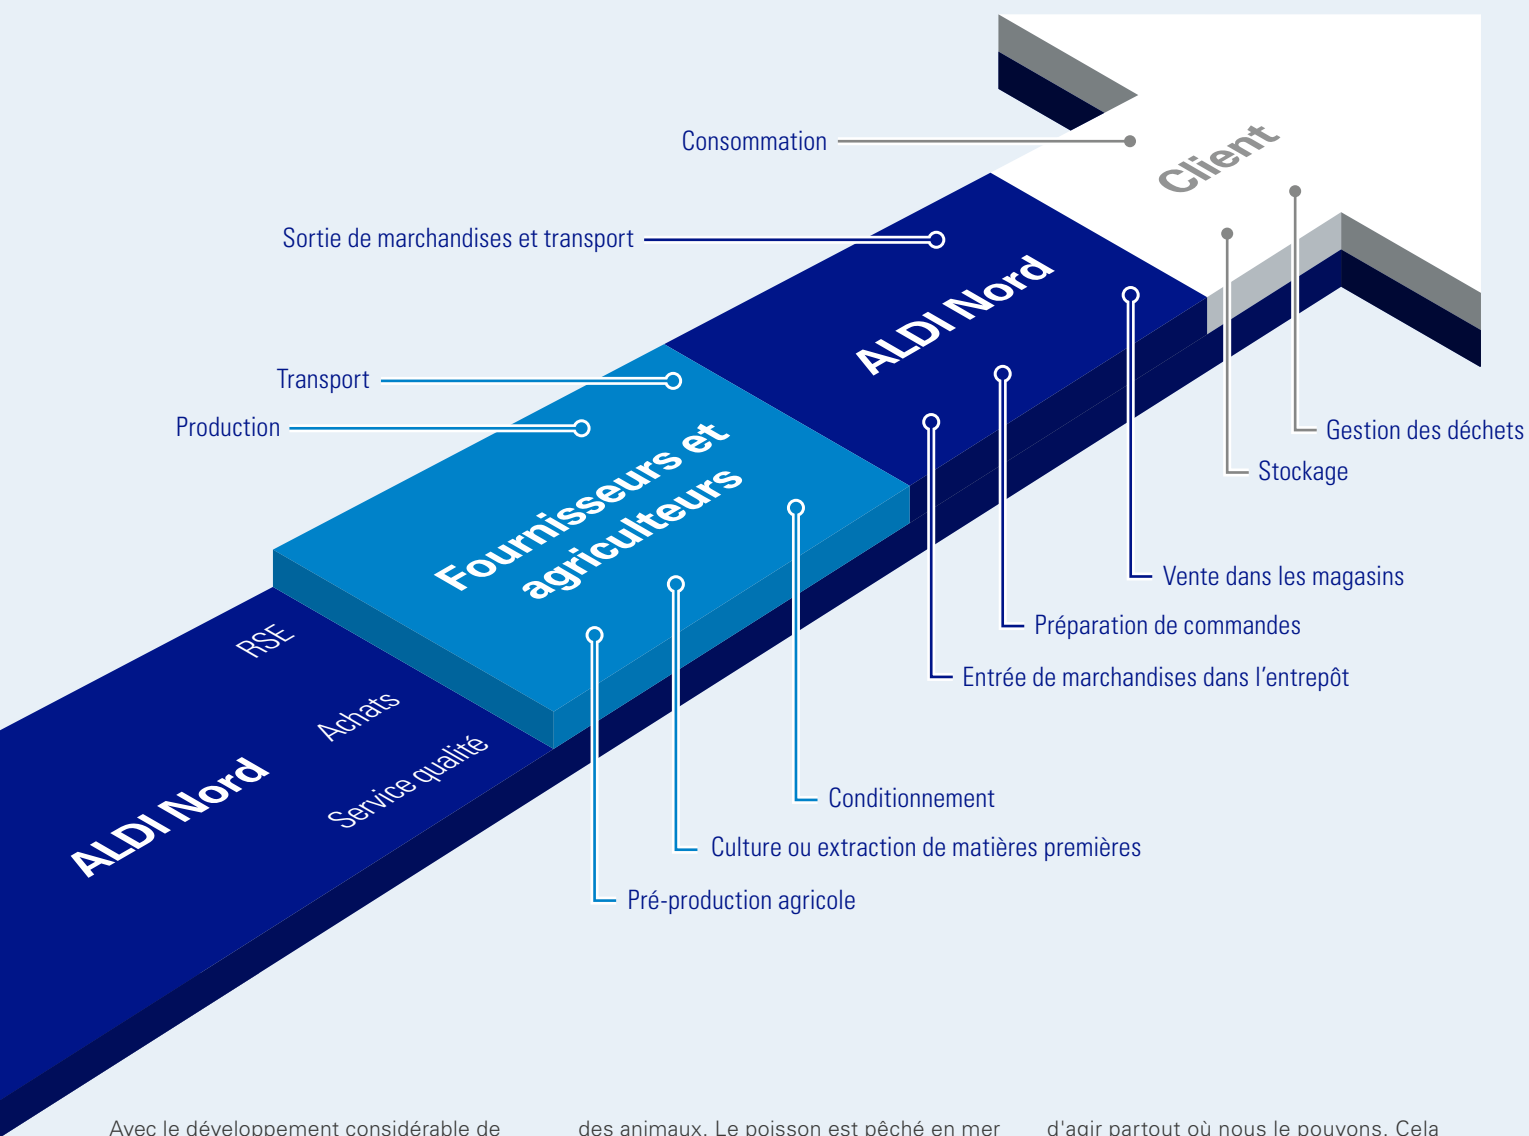 Consommation
Client
Sortie de marchandises et transport
ALDI Nord
Transport
Production
Fournisseurs et
agriculteurs
Gestion des déchets
Stockage
Vente dans les magasins
Préparation de commandes
Entrée de marchandises dans l'entrepôt
RSE
Achats
Service qualité
ALDI Nord
Conditionnement
Culture ou extraction de matières premières
Pré-production agricole
Avec le développement considérable de
des animaux. Le poisson est pêché en mer
d'agir partout où nous le pouvons. Cela